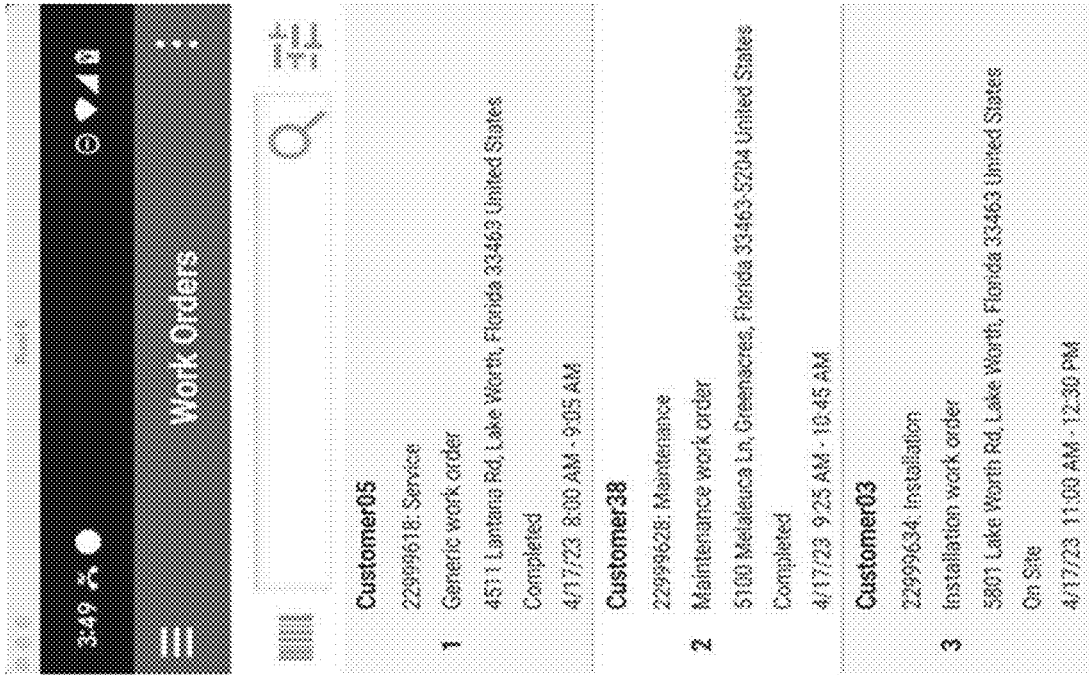 3:49
Work Orders
Customer05
22999618: Service
1
Generic work order
4511 Lantana Rd, Lake Worth, Florida 33463 United States
Completed
4/17/23 8:00 AM - 9:05 AM
Customer38
22999628: Maintenance
2
Maintenance work order
5100 Melaleuca Ln, Greenacres, Florida 33463-5204 United States
Completed
4/17/23 9:25 AM - 10:45 AM
Customer03
22999634: Installation
3
Installation work order
5801 Lake Worth Rd, Lake Worth, Florida 33463 United States
On Site
4/17/23 11:00 AM - 12:30 PM